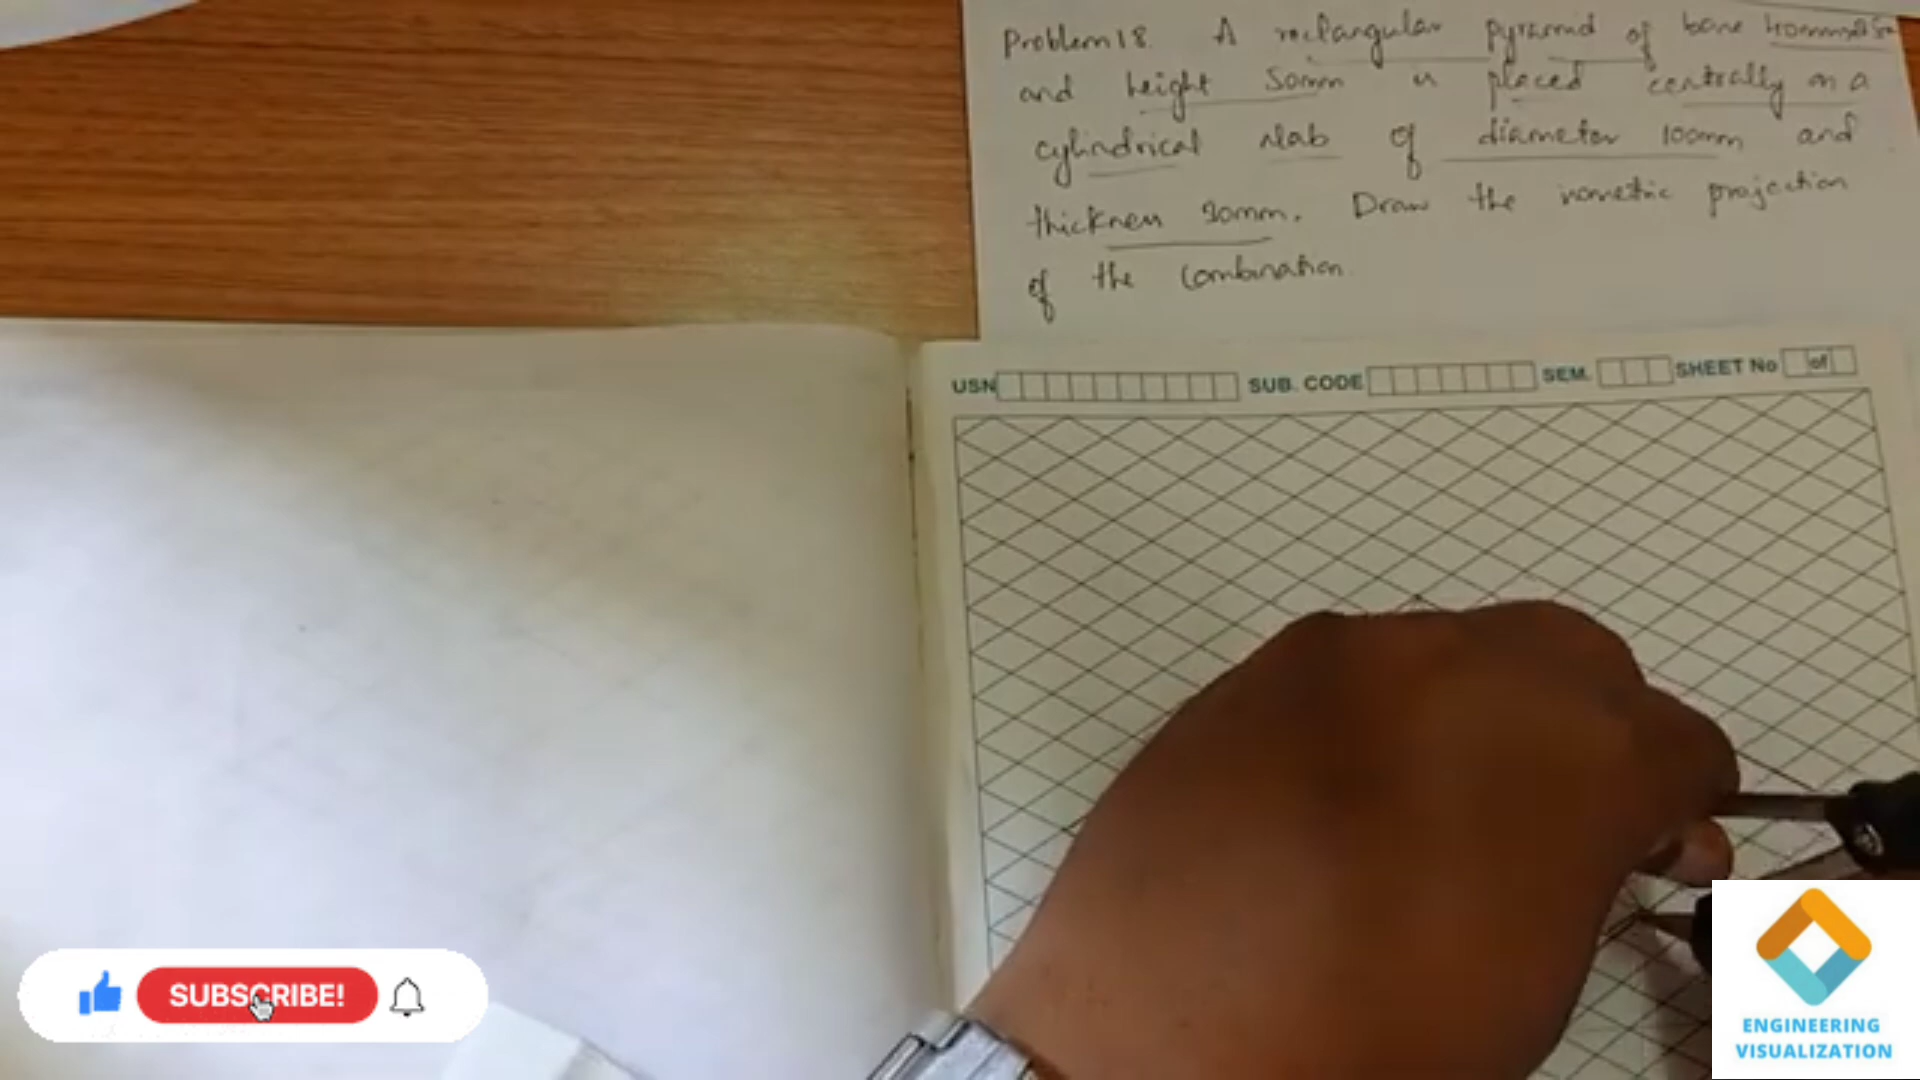 Problem 18. A rectangular pyramid of base 40mmx25
and height 50mm is placed centrally on a
cylindrical slab of diameter 100mm and
thickness 30mm. Draw the isometric projection
of the combination.
USN SUB. CODE SEM. SHEET No of
SUBSCRIBE!
ENGINEERING
VISUALIZATION